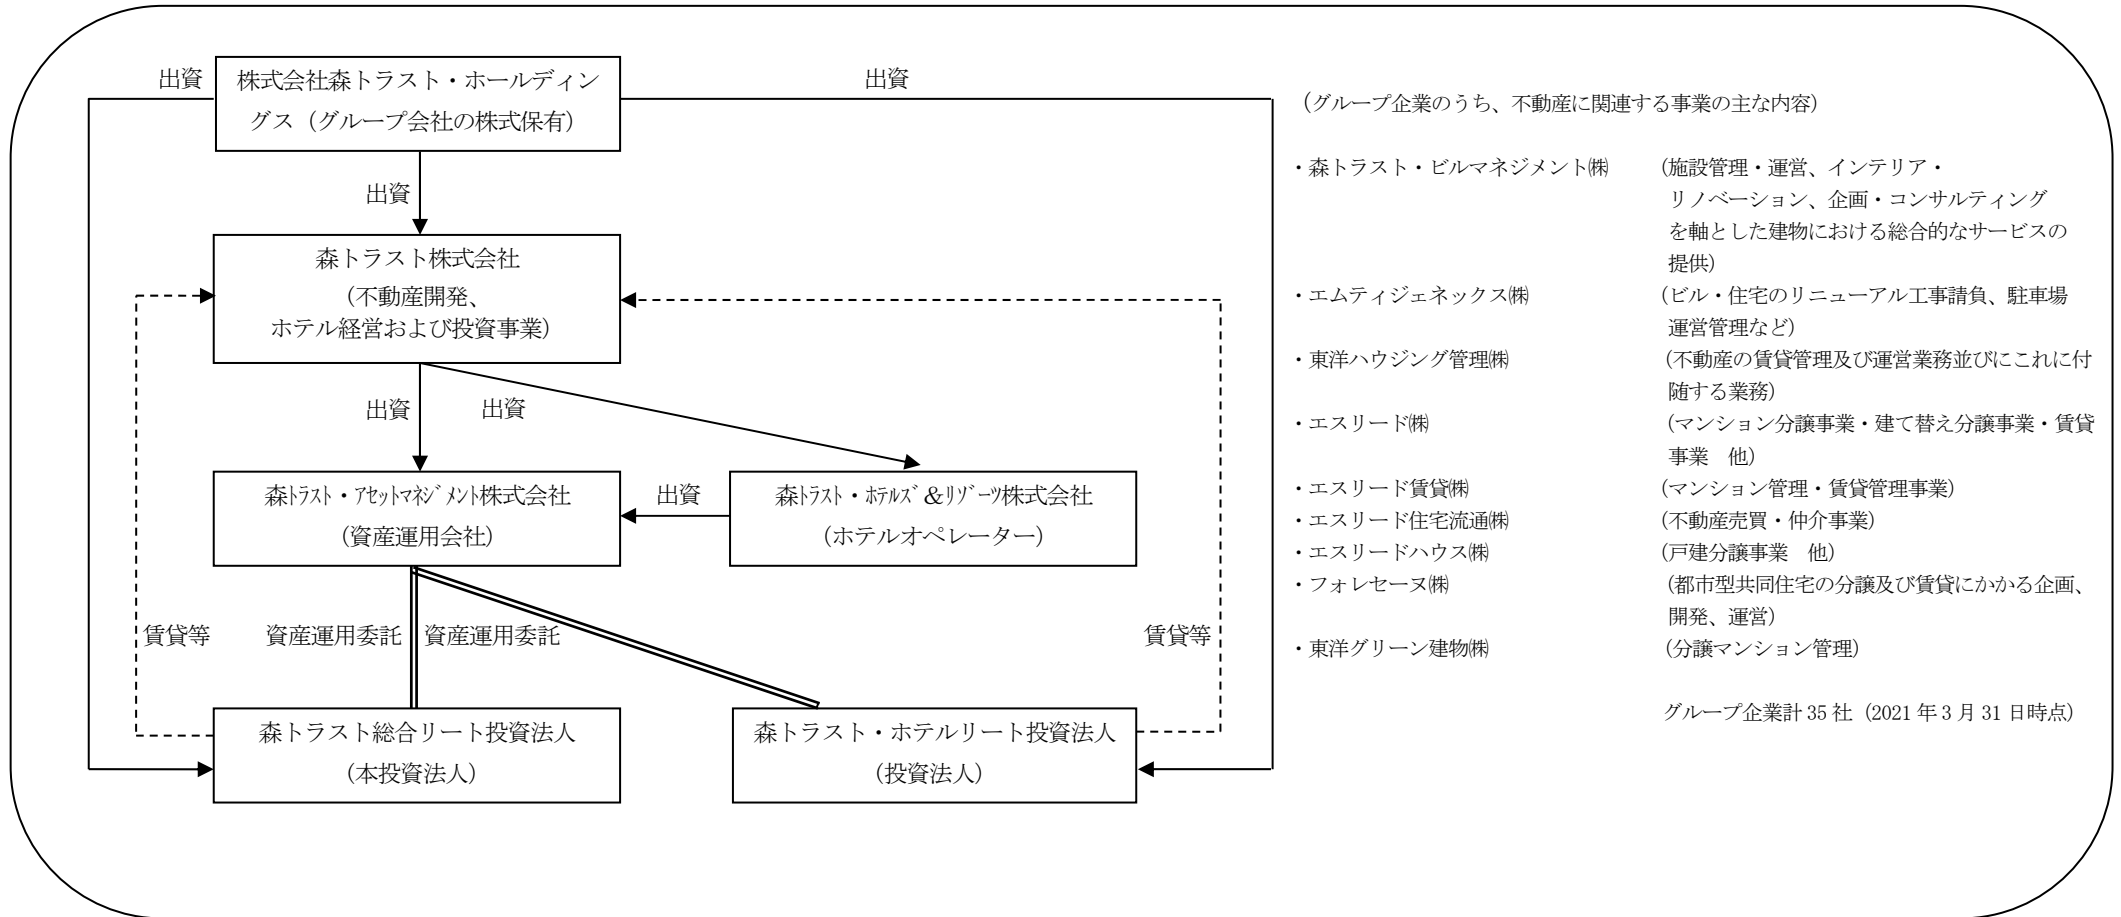 出資
株式会社森トラスト・ホールディン
グス（グループ会社の株式保有）
出資
出資
森トラスト株式会社
（不動産開発、
ホテル経営および投資事業）
出資
出資
森ﾄﾗｽﾄ・ｱｾｯﾄﾏﾈｼﾞﾒﾝﾄ株式会社
（資産運用会社）
出資
森ﾄﾗｽﾄ・ﾎﾃﾙｽﾞ&ﾘｿﾞｰﾂ株式会社
（ホテルオペレーター）
賃貸等
資産運用委託
資産運用委託
賃貸等
森トラスト総合リート投資法人
（本投資法人）
森トラスト・ホテルリート投資法人
（投資法人）
（グループ企業のうち、不動産に関連する事業の主な内容）
・森トラスト・ビルマネジメント㈱ （施設管理・運営、インテリア・
リノベーション、企画・コンサルティング
を軸とした建物における総合的なサービスの
提供）
・エムティジェネックス㈱ （ビル・住宅のリニューアル工事請負、駐車場
運営管理など）
・東洋ハウジング管理㈱ （不動産の賃貸管理及び運営業務並びにこれに付
随する業務）
・エスリード㈱ （マンション分譲事業・建て替え分譲事業・賃貸
事業　他）
・エスリード賃貸㈱ （マンション管理・賃貸管理事業）
・エスリード住宅流通㈱ （不動産売買・仲介事業）
・エスリードハウス㈱ （戸建分譲事業　他）
・フォレセーヌ㈱ （都市型共同住宅の分譲及び賃貸にかかる企画、
開発、運営）
・東洋グリーン建物㈱ （分譲マンション管理）
グループ企業計 35 社（2021 年 3 月 31 日時点）